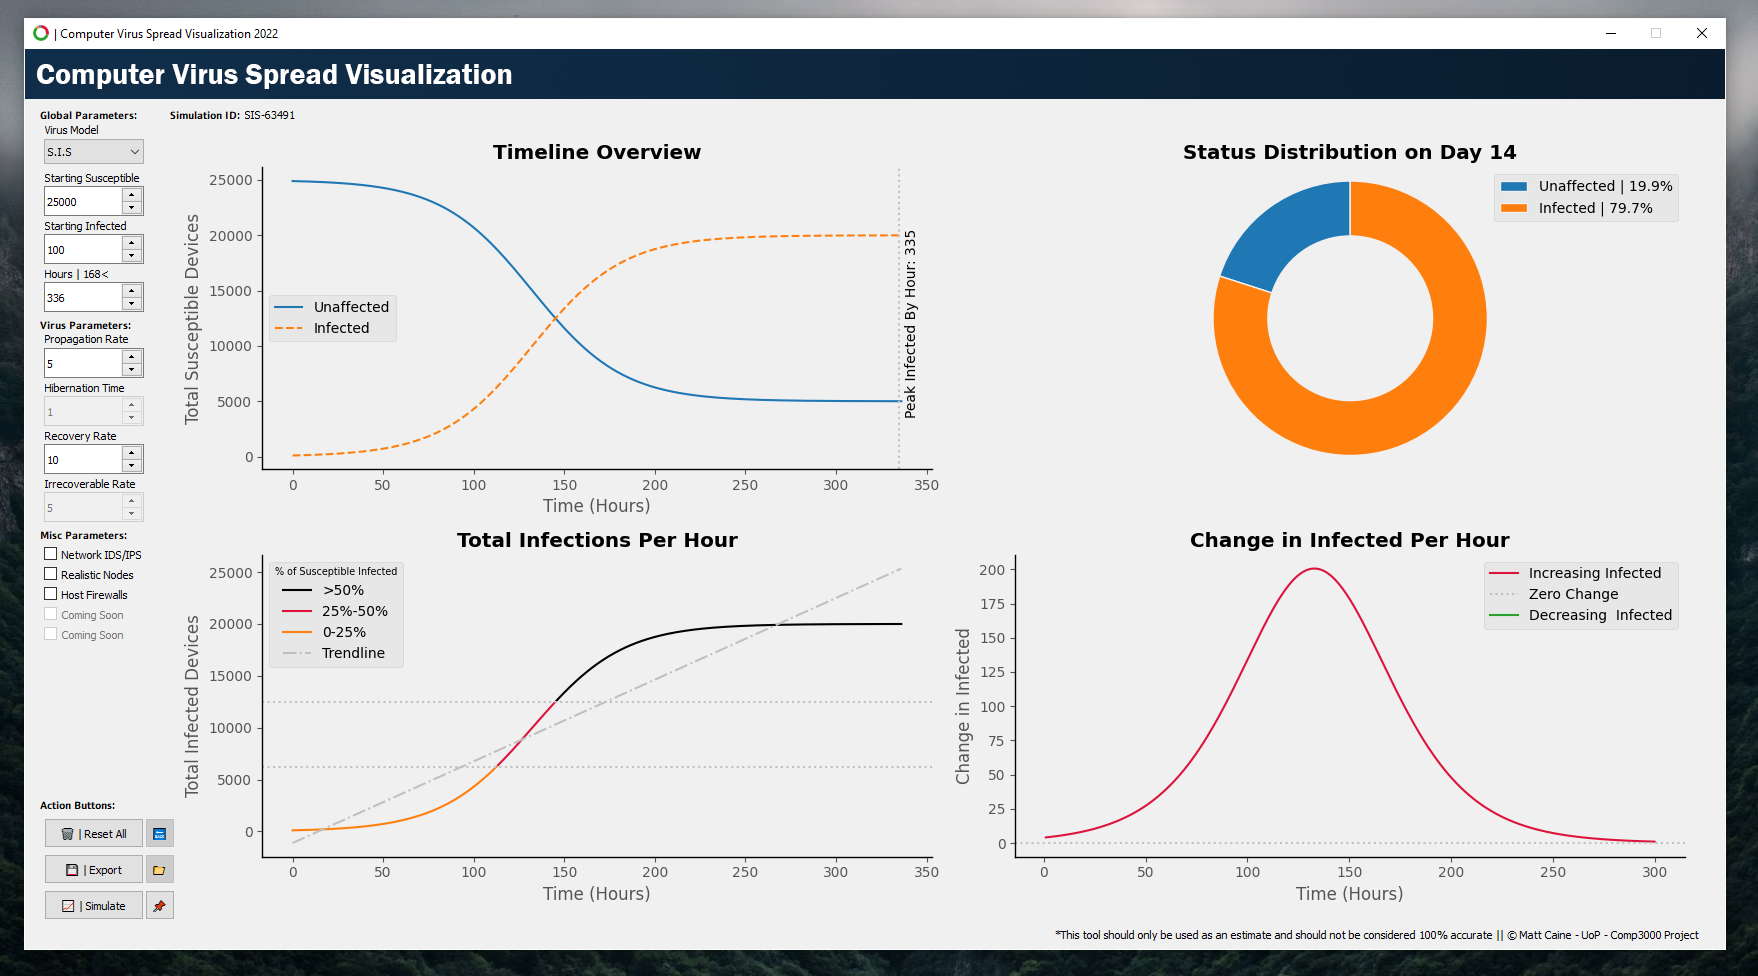 | Computer Virus Spread Visualization 2022
Computer Virus Spread Visualization
Global Parameters:
Virus Model
S.I.S
Starting Susceptible
25000
Starting Infected
100
Hours | 168<
336
Virus Parameters:
Propagation Rate
5
Hibernation Time
1
Recovery Rate
10
Irrecoverable Rate
5
Misc Parameters:
Network IDS/IPS
Realistic Nodes
Host Firewalls
Coming Soon
Coming Soon
Action Buttons:
| Reset All
| Export
| Simulate
Simulation ID: SIS-63491
Timeline Overview
Total Susceptible Devices
25000
20000
15000
10000
5000
0
Unaffected
Infected
Peak Infected By Hour: 335
0 50 100 150 200 250 300 350
Time (Hours)
Status Distribution on Day 14
Unaffected | 19.9%
Infected | 79.7%
Total Infections Per Hour
Total Infected Devices
25000
20000
15000
10000
5000
0
% of Susceptible Infected
>50%
25%-50%
0-25%
Trendline
0 50 100 150 200 250 300 350
Time (Hours)
Change in Infected Per Hour
Change in Infected
200
175
150
125
100
75
50
25
0
Increasing Infected
Zero Change
Decreasing Infected
0 50 100 150 200 250 300
Time (Hours)
*This tool should only be used as an estimate and should not be considered 100% accurate || © Matt Caine - UoP - Comp3000 Project